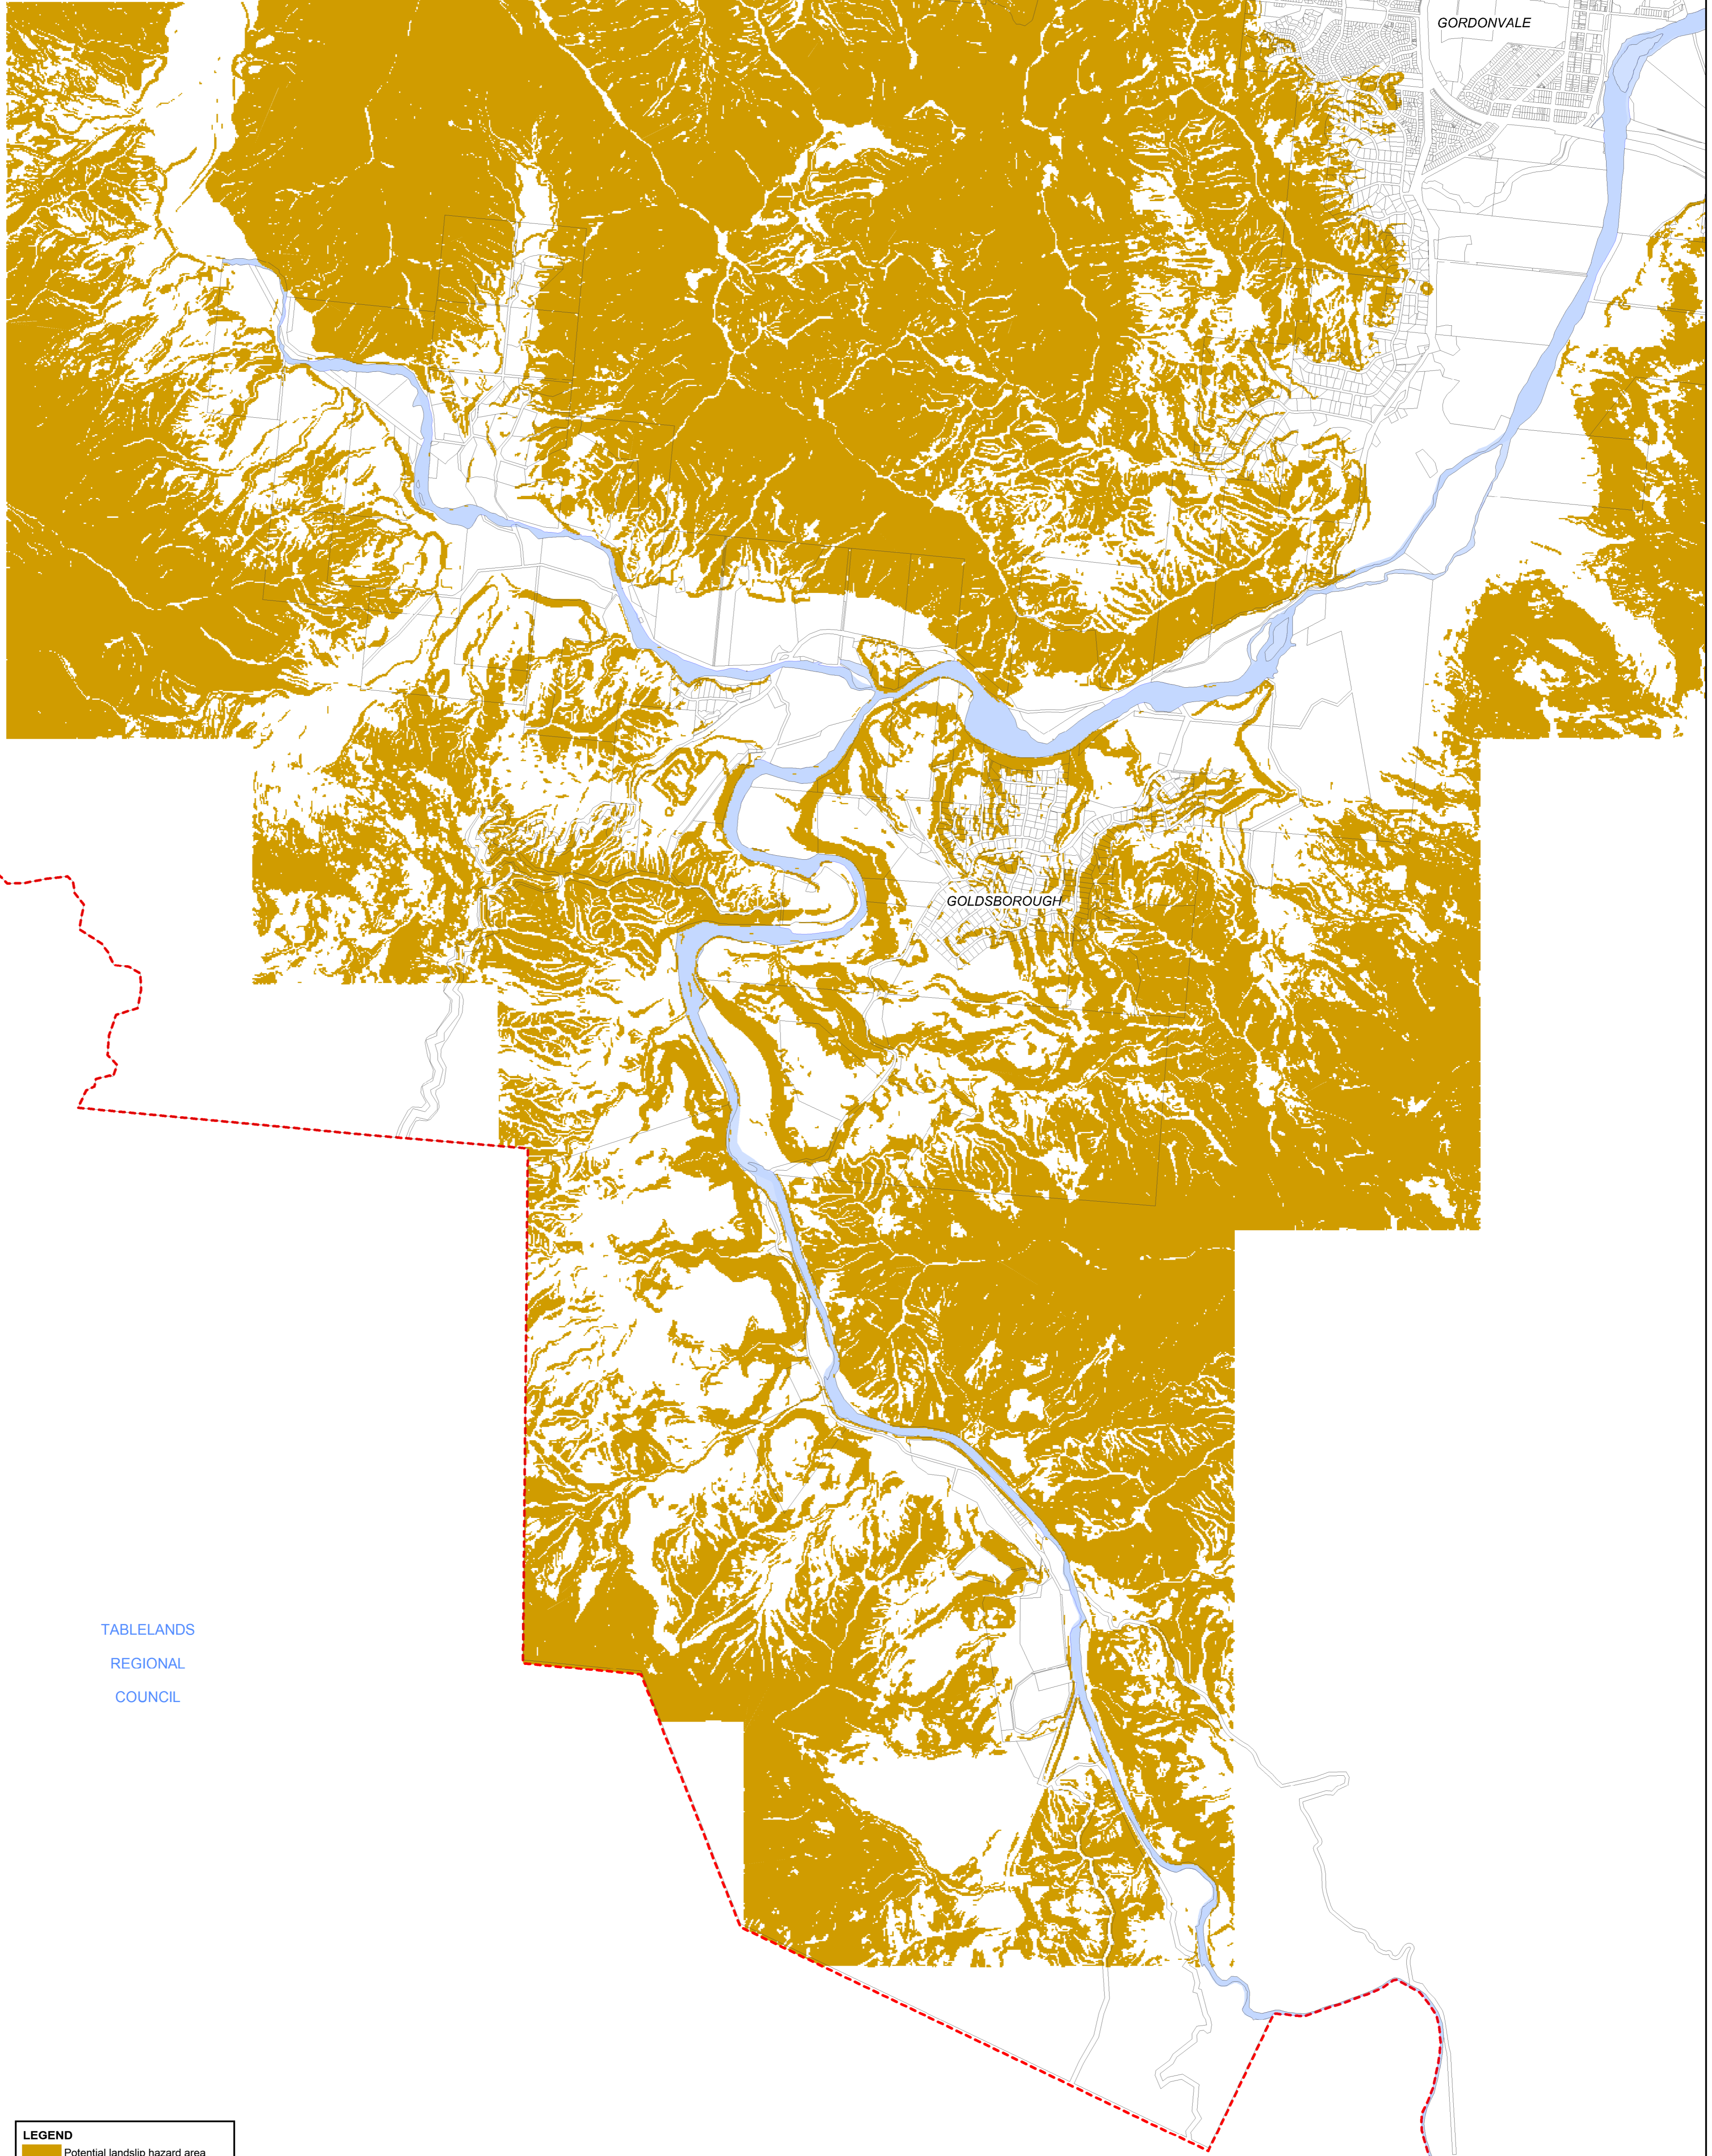 GORDONVALE
GOLDSBOROUGH
TABLELANDS
REGIONAL
COUNCIL
LEGEND
Potential landslip hazard area